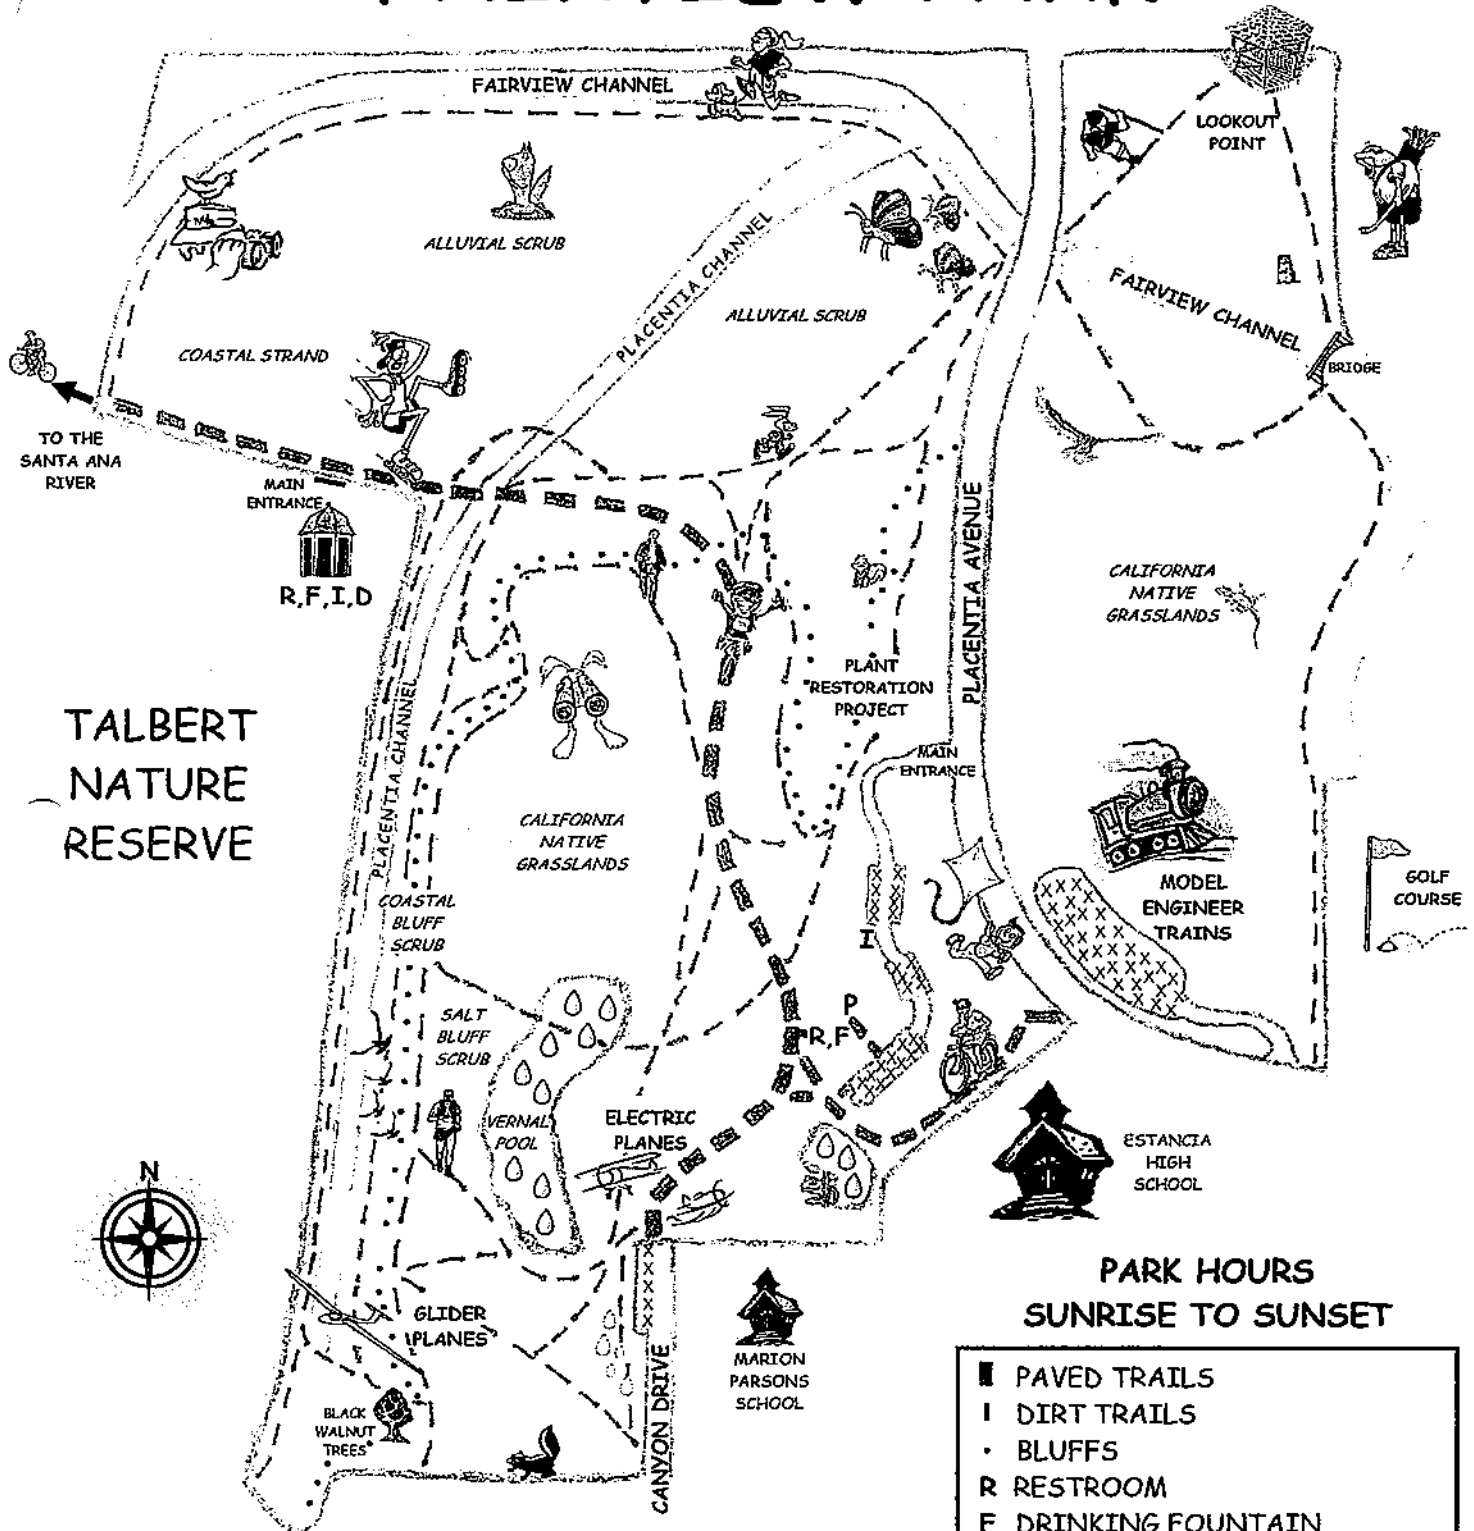 FAIRVIEW CHANNEL
LOOKOUT
POINT
ALLUVIAL SCRUB
PLACENTIA CHANNEL
ALLUVIAL SCRUB
FAIRVIEW CHANNEL
COASTAL STRAND
BRIDGE
TO THE
SANTA ANA
RIVER
MAIN
ENTRANCE
R,F,I,D
PLACENTIA AVENUE
CALIFORNIA
NATIVE
GRASSLANDS
PLANT
RESTORATION
PROJECT
TALBERT
NATURE
RESERVE
PLACENTIA CHANNEL
MAIN
ENTRANCE
CALIFORNIA
NATIVE
GRASSLANDS
MODEL
ENGINEER
TRAINS
GOLF
COURSE
COASTAL
BLUFF
SCRUB
I
SALT
BLUFF
SCRUB
P
R,F
VERNAL
POOL
ELECTRIC
PLANES
ESTANCIA
HIGH
SCHOOL
N
GLIDER
PLANES
MARION
PARSONS
SCHOOL
CANYON DRIVE
BLACK
WALNUT
TREES
PARK HOURS
SUNRISE TO SUNSET
PAVED TRAILS
I DIRT TRAILS
· BLUFFS
R RESTROOM
F DRINKING FOUNTAIN